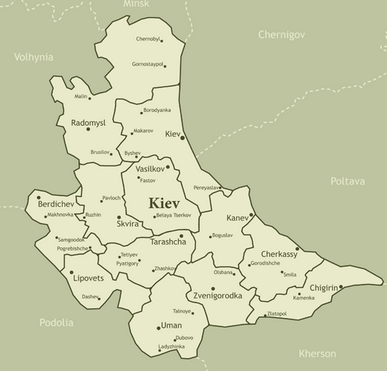 Minsk
Chernobyl
Chernigov
Volhynia
Gornostaypol
Malin
Borodyanka
Radomysl
Makarov
Kiev
Brusilov
Byshev
Vasilkov
Fastov
Poltava
Pereyaslav
Berdichev
Pavloch
Kiev
Makhnovka
Ruzhin
Skvira
Belaya Tserkov
Kanev
Samgodok
Tarashcha
Boguslav
Pogrebishche
Tetyev
Pyatigory
Cherkassy
Gorodishche
Lipovets
Zhashkov
Olshana
Smila
Dashev
Zvenigorodka
Chigirin
Kamenka
Podolia
Talnoye
Zlatopol
Uman
Dubovo
Ladyzhinka
Kherson